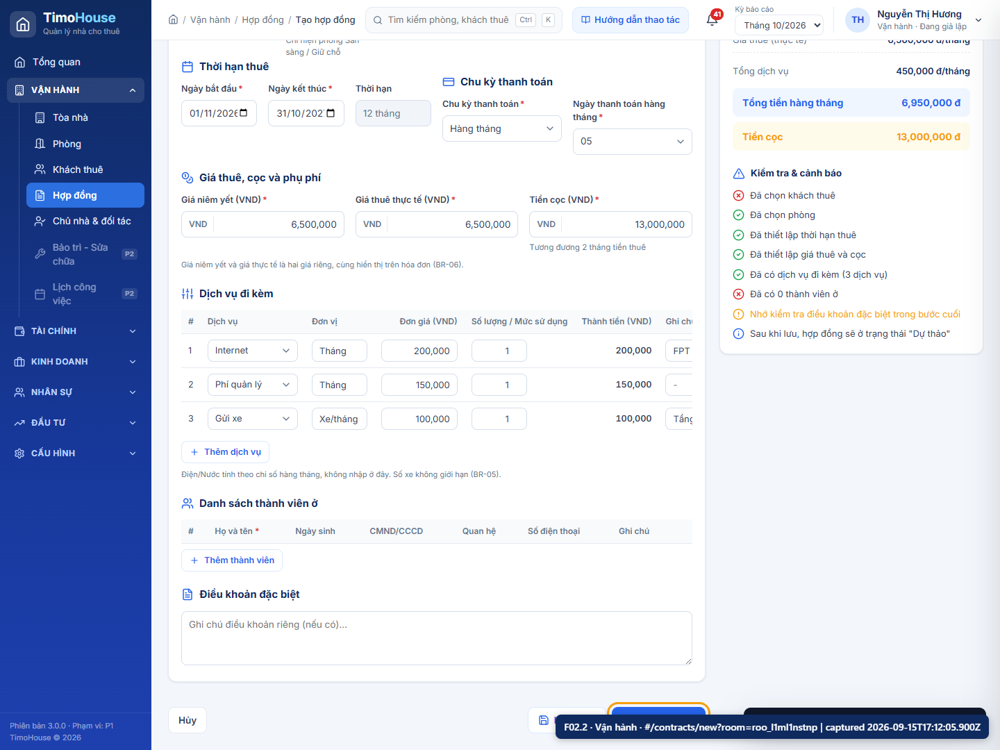 TimoHouse
Quản lý nhà cho thuê
Tổng quan
VẬN HÀNH
Tòa nhà
Phòng
Khách thuê
Hợp đồng
Chủ nhà & đối tác
Bảo trì - Sửa chữa P2
Lịch công việc P2
TÀI CHÍNH
KINH DOANH
NHÂN SỰ
ĐẦU TƯ
CẤU HÌNH
Phiên bản 3.0.0 · Phạm vi: P1
TimoHouse © 2026
/ Vận hành / Hợp đồng / Tạo hợp đồng
Tìm kiếm phòng, khách thuê Ctrl K
Hướng dẫn thao tác
41
Kỳ báo cáo
Tháng 10/2026
TH
Nguyễn Thị Hương
Vận hành · Đang giả lập
Chỉ hiện phòng Sẵn
sàng / Giữ chỗ
Thời hạn thuê
Ngày bắt đầu * Ngày kết thúc * Thời hạn
01/11/2026 31/10/202 12 tháng
Chu kỳ thanh toán
Chu kỳ thanh toán * Ngày thanh toán hàng
tháng *
Hàng tháng
05
Giá thuê, cọc và phụ phí
Giá niêm yết (VND) * Giá thuê thực tế (VND) * Tiền cọc (VND) *
VND 6,500,000 VND 6,500,000 VND 13,000,000
Tương đương 2 tháng tiền thuê
Giá niêm yết và giá thực tế là hai giá riêng, cùng hiển thị trên hóa đơn (BR-06).
Dịch vụ đi kèm
# Dịch vụ Đơn vị Đơn giá (VND) Số lượng / Mức sử dụng Thành tiền (VND) Ghi chú
1 Internet Tháng 200,000 1 200,000 FPT
2 Phí quản lý Tháng 150,000 1 150,000 -
3 Gửi xe Xe/tháng 100,000 1 100,000 Tầng
+ Thêm dịch vụ
Điện/Nước tính theo chỉ số hàng tháng, không nhập ở đây. Số xe không giới hạn (BR-05).
Danh sách thành viên ở
# Họ và tên * Ngày sinh CMND/CCCD Quan hệ Số điện thoại Ghi chú
+ Thêm thành viên
Điều khoản đặc biệt
Ghi chú điều khoản riêng (nếu có)...
Hủy
Giá thuê (thực tế) 6,500,000 đ/tháng
Tổng dịch vụ 450,000 đ/tháng
Tổng tiền hàng tháng 6,950,000 đ
Tiền cọc 13,000,000 đ
Kiểm tra & cảnh báo
Đã chọn khách thuê
Đã chọn phòng
Đã thiết lập thời hạn thuê
Đã thiết lập giá thuê và cọc
Đã có dịch vụ đi kèm (3 dịch vụ)
Đã có 0 thành viên ở
Nhớ kiểm tra điều khoản đặc biệt trong bước cuối
Sau khi lưu, hợp đồng sẽ ở trạng thái "Dự thảo"
F02.2 · Vận hành · #/contracts/new?room=roo_l1ml1nstnp | captured 2026-09-15T17:12:05.900Z